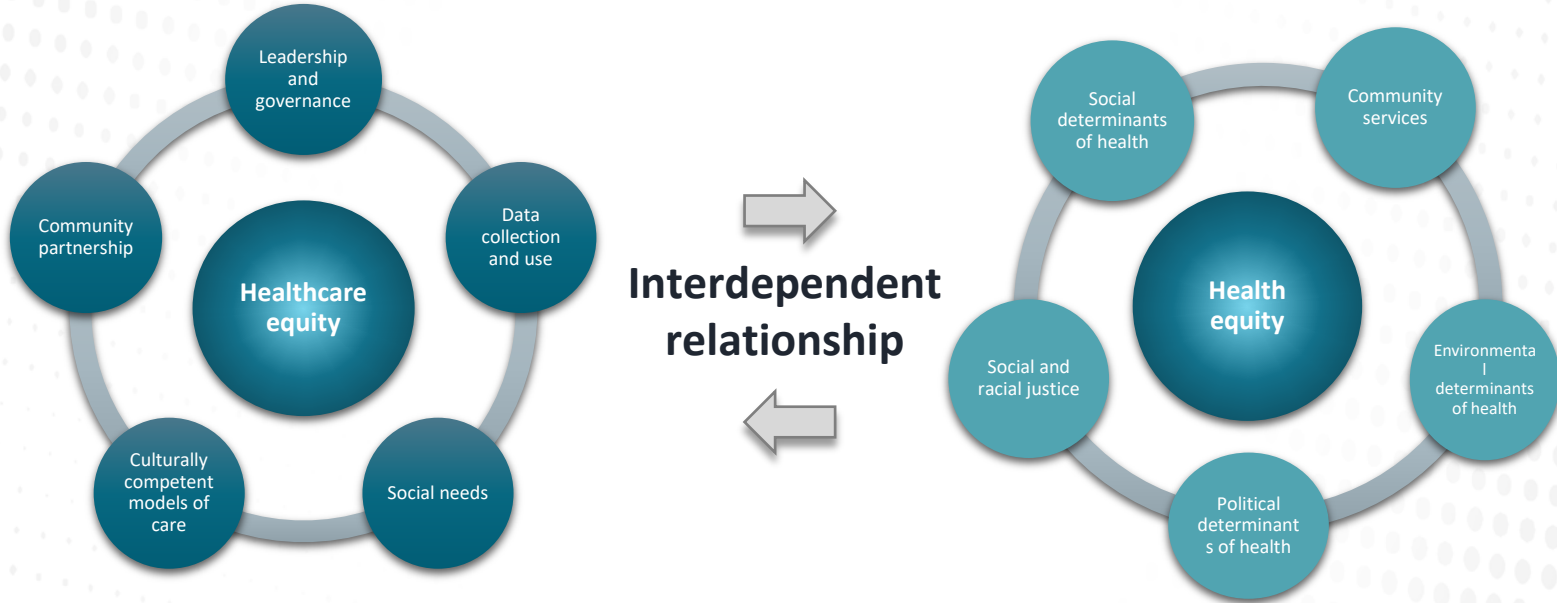 Leadership
and
governance
Community
partnership
Data
collection
and use
Healthcare
equity
Culturally
competent
models of
care
Social needs
Interdependent
relationship
Social
determinants
of health
Community
services
Health
equity
Social and
racial justice
Environmenta
l
determinants
of health
Political
determinant
s of health